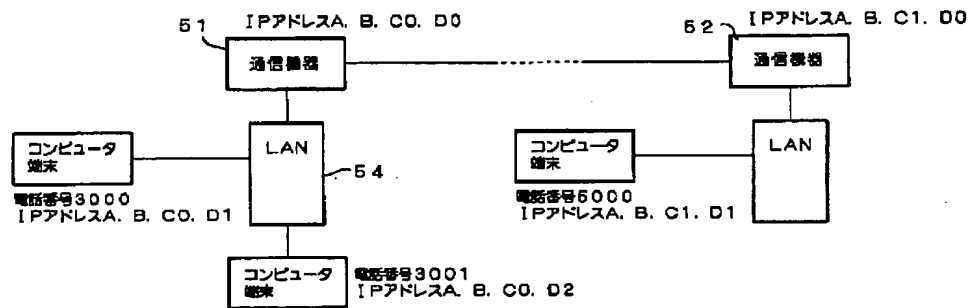 51
IPアドレスA. B. C0. D0
通信機器
52
IPアドレスA. B. C1. D0
通信機器
コンピュータ
端末
電話番号3000
IPアドレスA. B. C0. D1
LAN
54
コンピュータ
端末
電話番号5000
IPアドレスA. B. C1. D1
LAN
コンピュータ
端末
電話番号3001
IPアドレスA. B. C0. D2